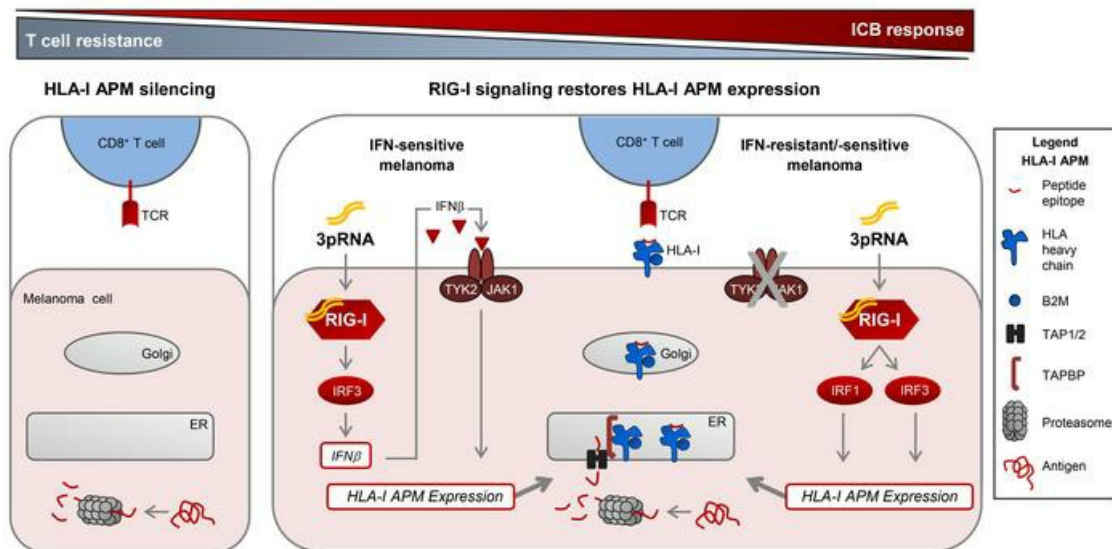 ICB response
T cell resistance
HLA-I APM silencing
CD8⁺ T cell
TCR
Melanoma cell
Golgi
ER
RIG-I signaling restores HLA-I APM expression
IFN-sensitive
melanoma
CD8⁺ T cell
IFN-resistant/-sensitive
melanoma
IFNβ
TCR
3pRNA
HLA-I
3pRNA
TYK2
JAK1
JAK1
RIG-I
RIG-I
Golgi
IRF3
IRF1
IRF3
ER
IFNβ
HLA-I APM Expression
HLA-I APM Expression
Legend
HLA-I APM
Peptide
epitope
HLA
heavy
chain
B2M
TAP1/2
TAPBP
Proteasome
Antigen